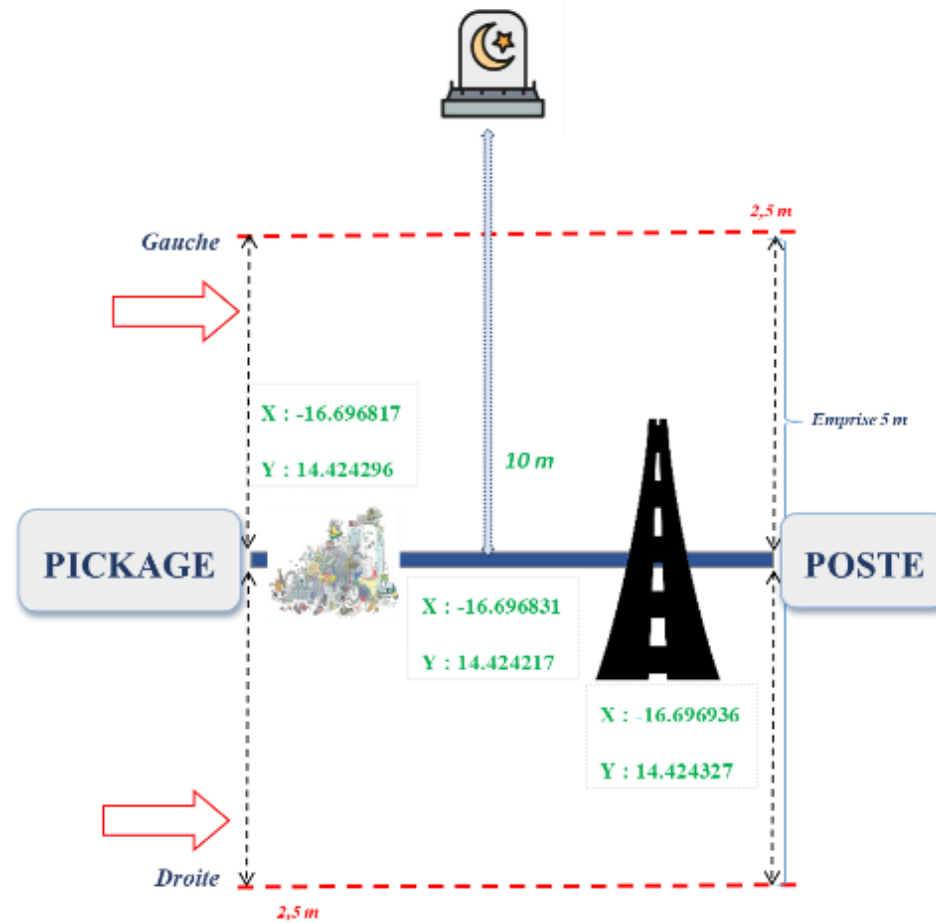 2,5 m
Gauche
X : -16.696817
Y : 14.424296
Emprise 5 m
10 m
PICKAGE
POSTE
X : -16.696831
Y : 14.424217
X : -16.696936
Y : 14.424327
Droite
2,5 m